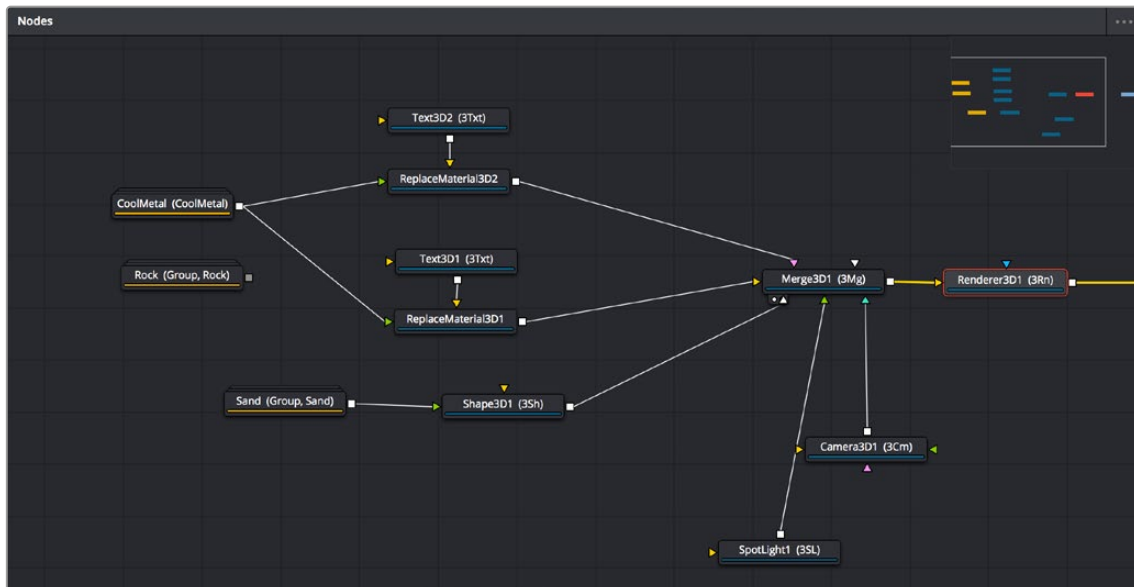 Nodes
Text3D2 (3Txt)
ReplaceMaterial3D2
CoolMetal (CoolMetal)
Text3D1 (3Txt)
Rock (Group, Rock)
Merge3D1 (3Mg)
Renderer3D1 (3Rn)
ReplaceMaterial3D1
Sand (Group, Sand)
Shape3D1 (3Sh)
Camera3D1 (3Cm)
SpotLight1 (3SL)